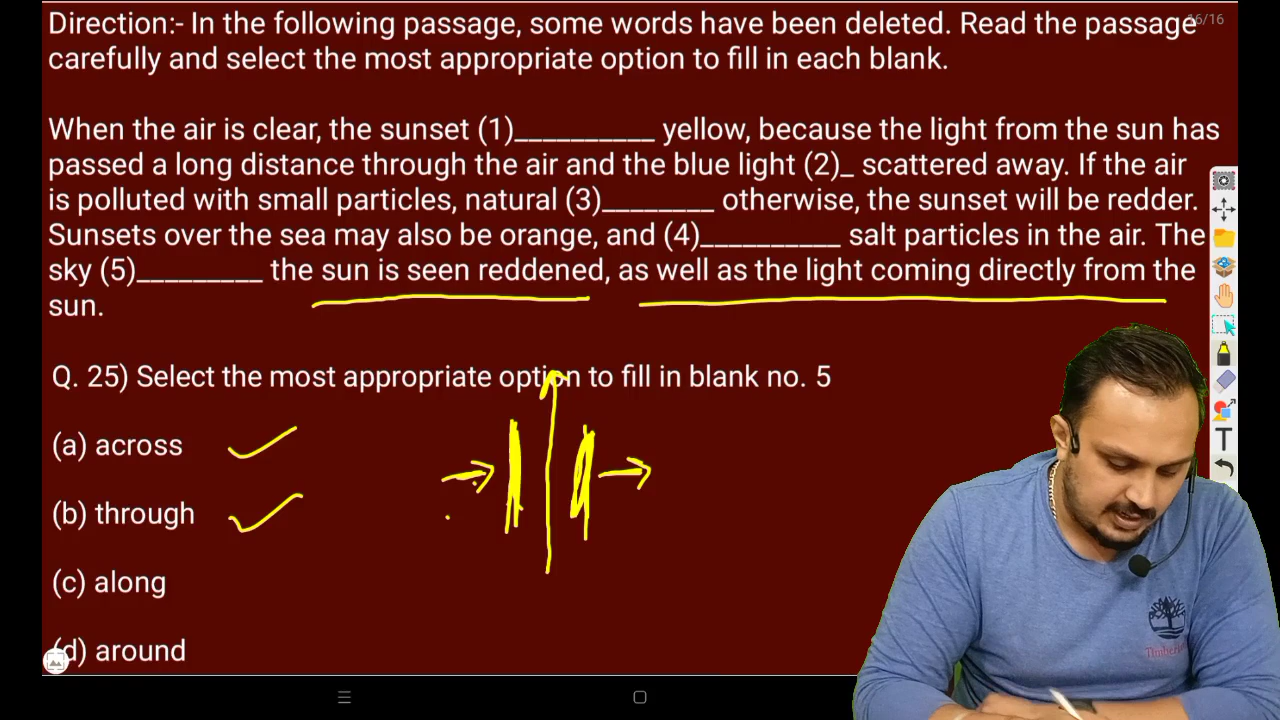 Direction:- In the following passage, some words have been deleted. Read the passage
16/16
carefully and select the most appropriate option to fill in each blank.
When the air is clear, the sunset (1)__________ yellow, because the light from the sun has
passed a long distance through the air and the blue light (2)_ scattered away. If the air
is polluted with small particles, natural (3)________ otherwise, the sunset will be redder.
Sunsets over the sea may also be orange, and (4)__________ salt particles in the air. The
sky (5)_________ the sun is seen reddened, as well as the light coming directly from the
sun.
Q. 25) Select the most appropriate option to fill in blank no. 5
(a) across
(b) through
(c) along
(d) around